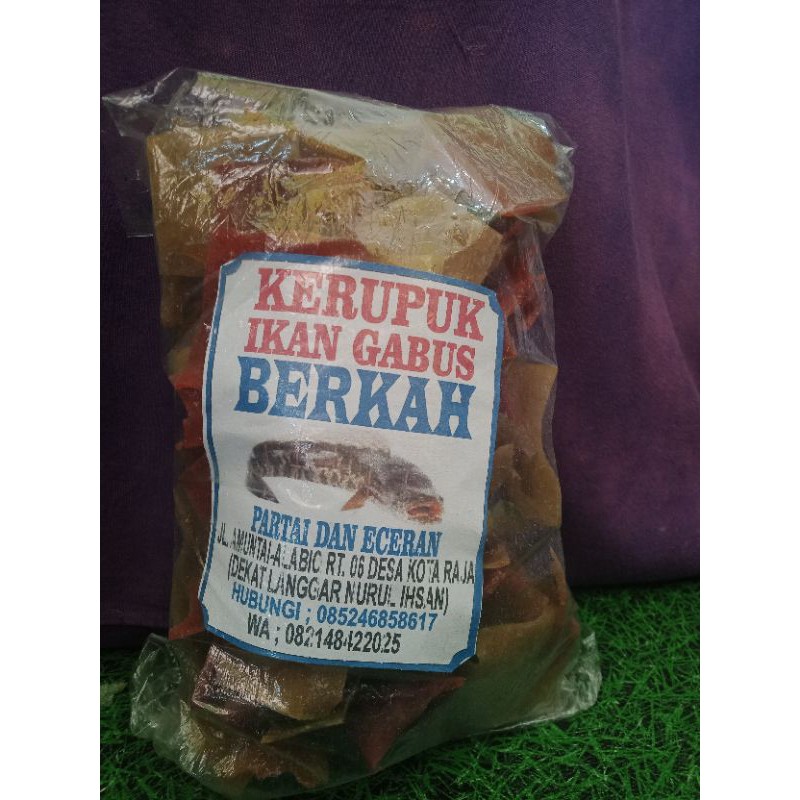 KERUPUK
IKAN GABUS
BERKAH
PARTAI DAN ECERAN
JL. AMUNTAI-ALABIO RT. 06 DESA KOTA RAJA
(DEKAT LANGGAR NURUL IHSAN)
HUBUNGI ; 085246858617
WA ; 082148422025